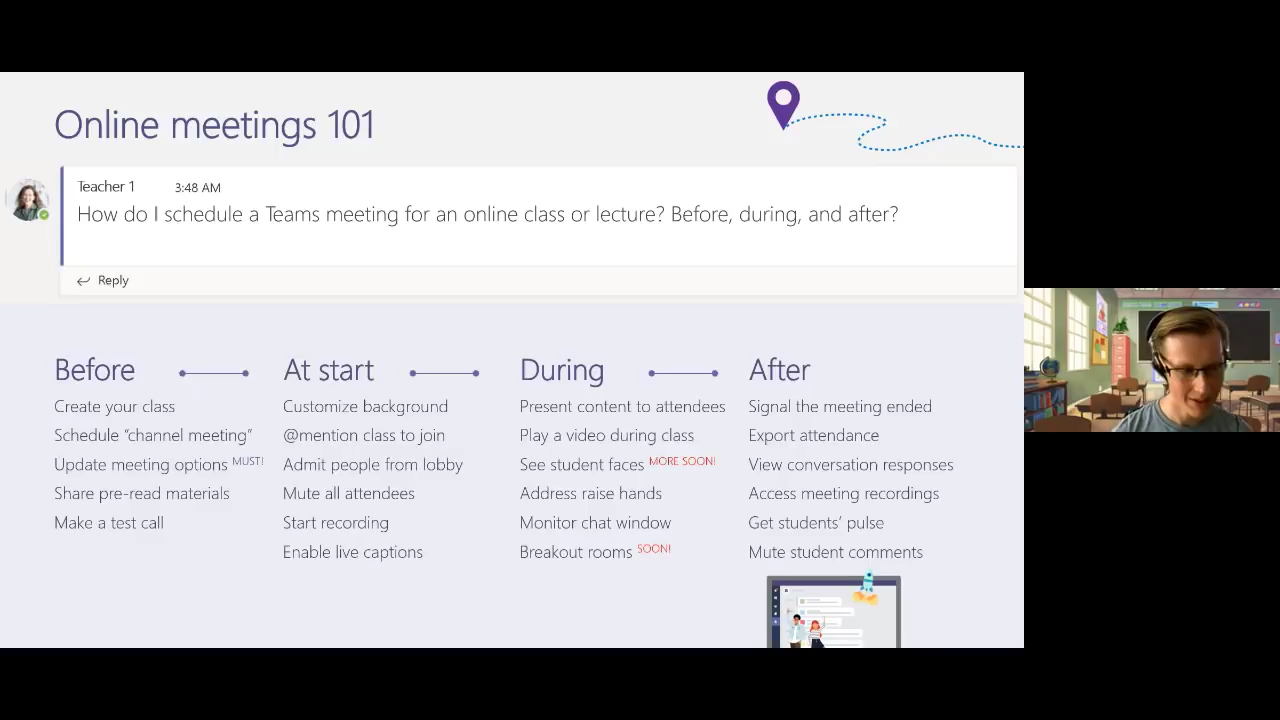 Online meetings 101
Teacher 1 3:48 AM
How do I schedule a Teams meeting for an online class or lecture? Before, during, and after?
Reply
Before
Create your class
Schedule “channel meeting”
Update meeting options MUST!
Share pre-read materials
Make a test call
At start
Customize background
@mention class to join
Admit people from lobby
Mute all attendees
Start recording
Enable live captions
During
Present content to attendees
Play a video during class
See student faces MORE SOON!
Address raise hands
Monitor chat window
Breakout rooms SOON!
After
Signal the meeting ended
Export attendance
View conversation responses
Access meeting recordings
Get students’ pulse
Mute student comments